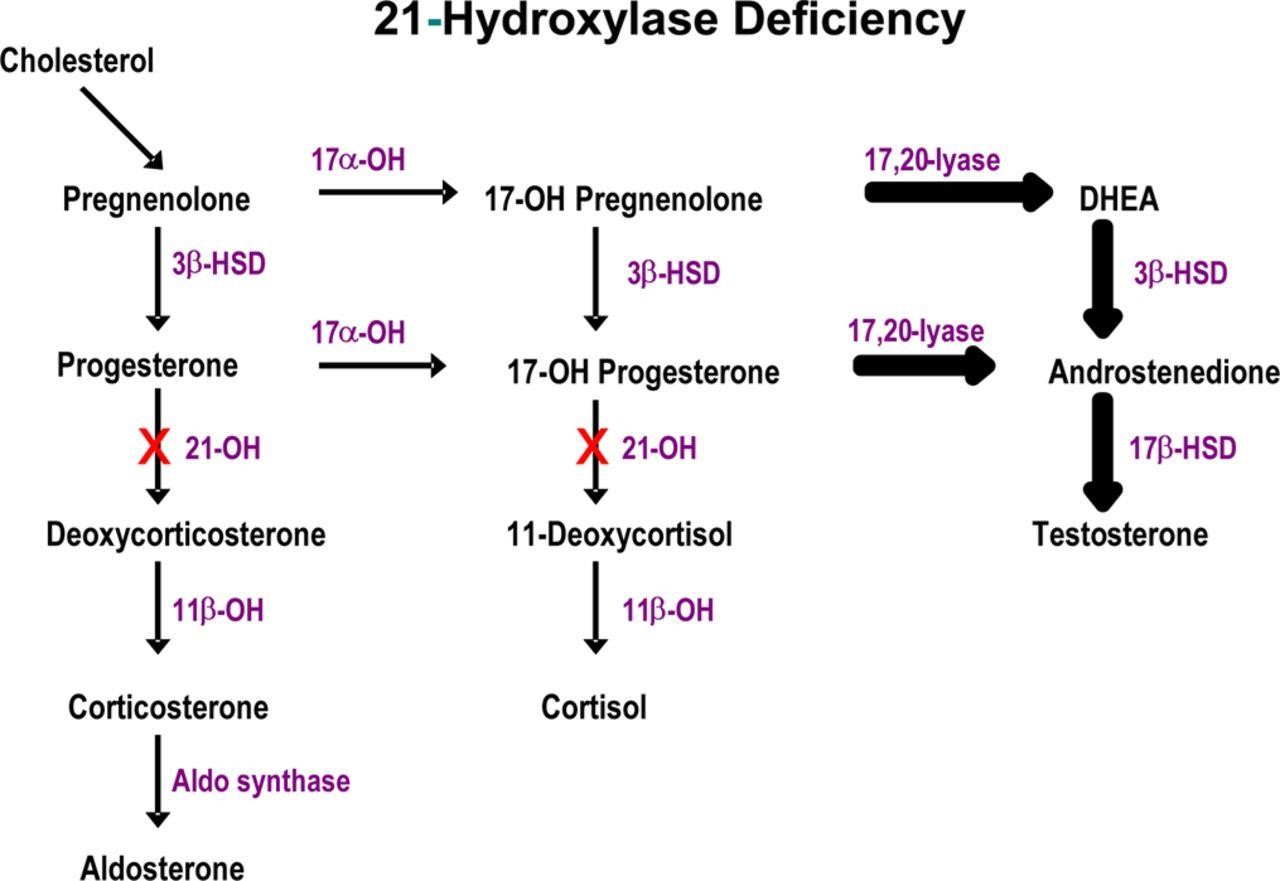 21-Hydroxylase Deficiency
Cholesterol
17α-OH
17,20-lyase
Pregnenolone
17-OH Pregnenolone
DHEA
3β-HSD
3β-HSD
3β-HSD
17α-OH
17,20-lyase
Progesterone
17-OH Progesterone
Androstenedione
X
21-OH
X
21-OH
17β-HSD
Deoxycorticosterone
11-Deoxycortisol
Testosterone
11β-OH
11β-OH
Corticosterone
Cortisol
Aldo synthase
Aldosterone